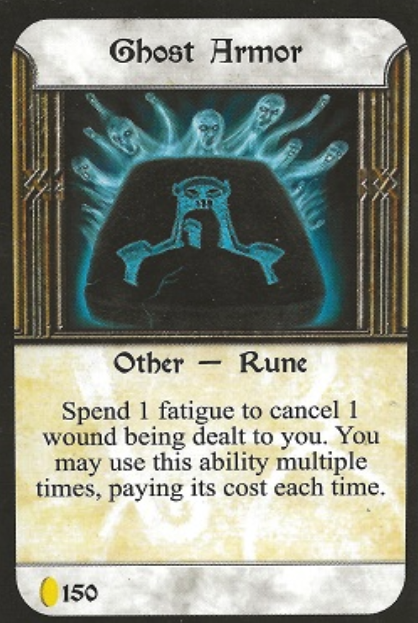 Ghost Armor
Other — Rune
Spend 1 fatigue to cancel 1
wound being dealt to you. You
may use this ability multiple
times, paying its cost each time.
150